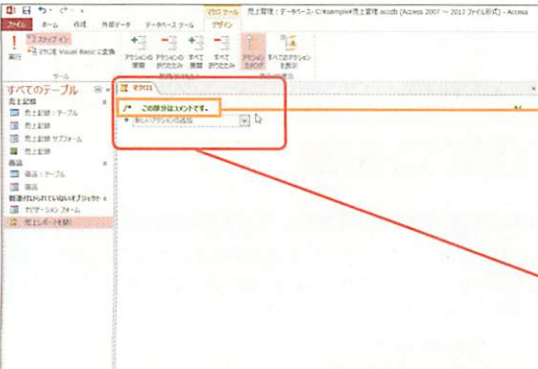 マクロ ツール
売上管理 : データベース- C:¥sample¥売上管理.accdb (Access 2007 ～ 2013 ファイル形式) - Access
ファイル ホーム 作成 外部データ データベース ツール デザイン
実行
ステップ イン
マクロを Visual Basic に変換
アクションの展開
アクションの折りたたみ
すべて展開
すべて折りたたみ
アクションカタログ
すべてのアクションを表示
ツール
すべてのテーブル
マクロ1
売上記録
売上記録 : テーブル
売上記録
売上記録 サブフォーム
売上記録
商品
商品 : テーブル
商品
関連付けられていないオブジェクト
ナビゲーション フォーム
売上レポートを開く
/* この部分はコメントです。 */
新しいアクションの追加